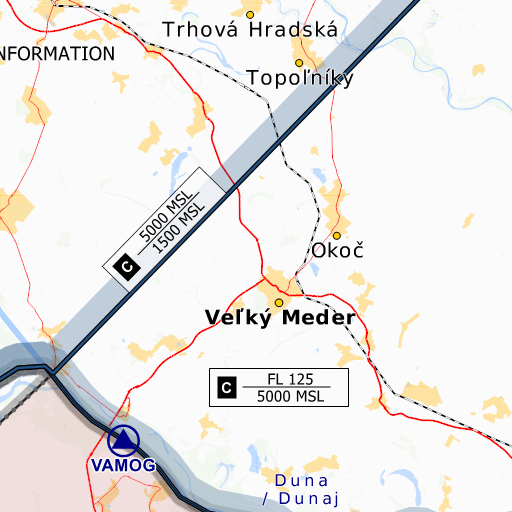 Trhová Hradská
INFORMATION
Topoľníky
5000 MSL
1500 MSL
C
Okoč
Veľký Meder
C
FL 125
5000 MSL
VAMOG
Duna
/ Dunaj